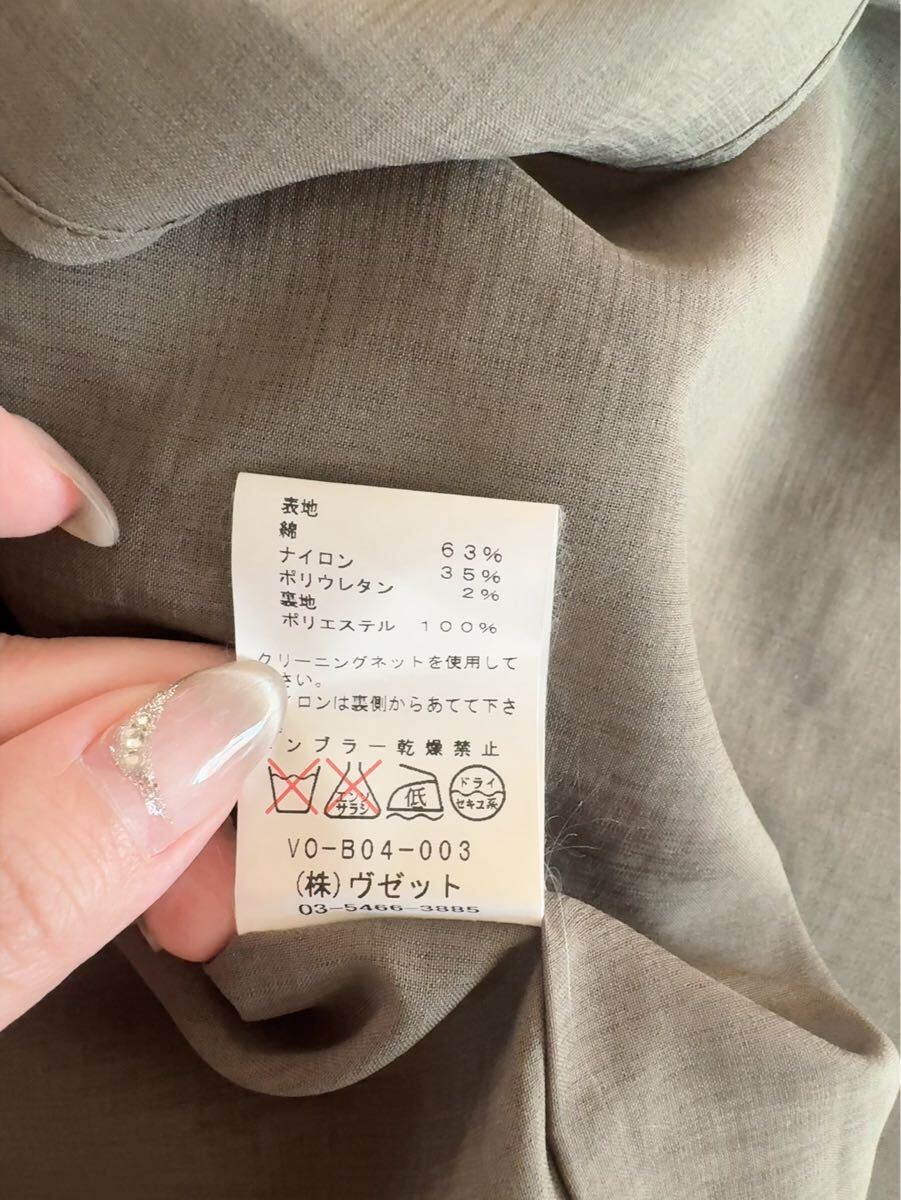 表地
綿 63%
ナイロン 35%
ポリウレタン 2%
裏地
ポリエステル 100%
クリーニングネットを使用して
さい。
イロンは裏側からあてて下さ
ンブラー乾燥禁止
エンソ サラシ 低 ドライ セキユ系
VO-B04-003
(株)ヴゼット
03-5466-3885